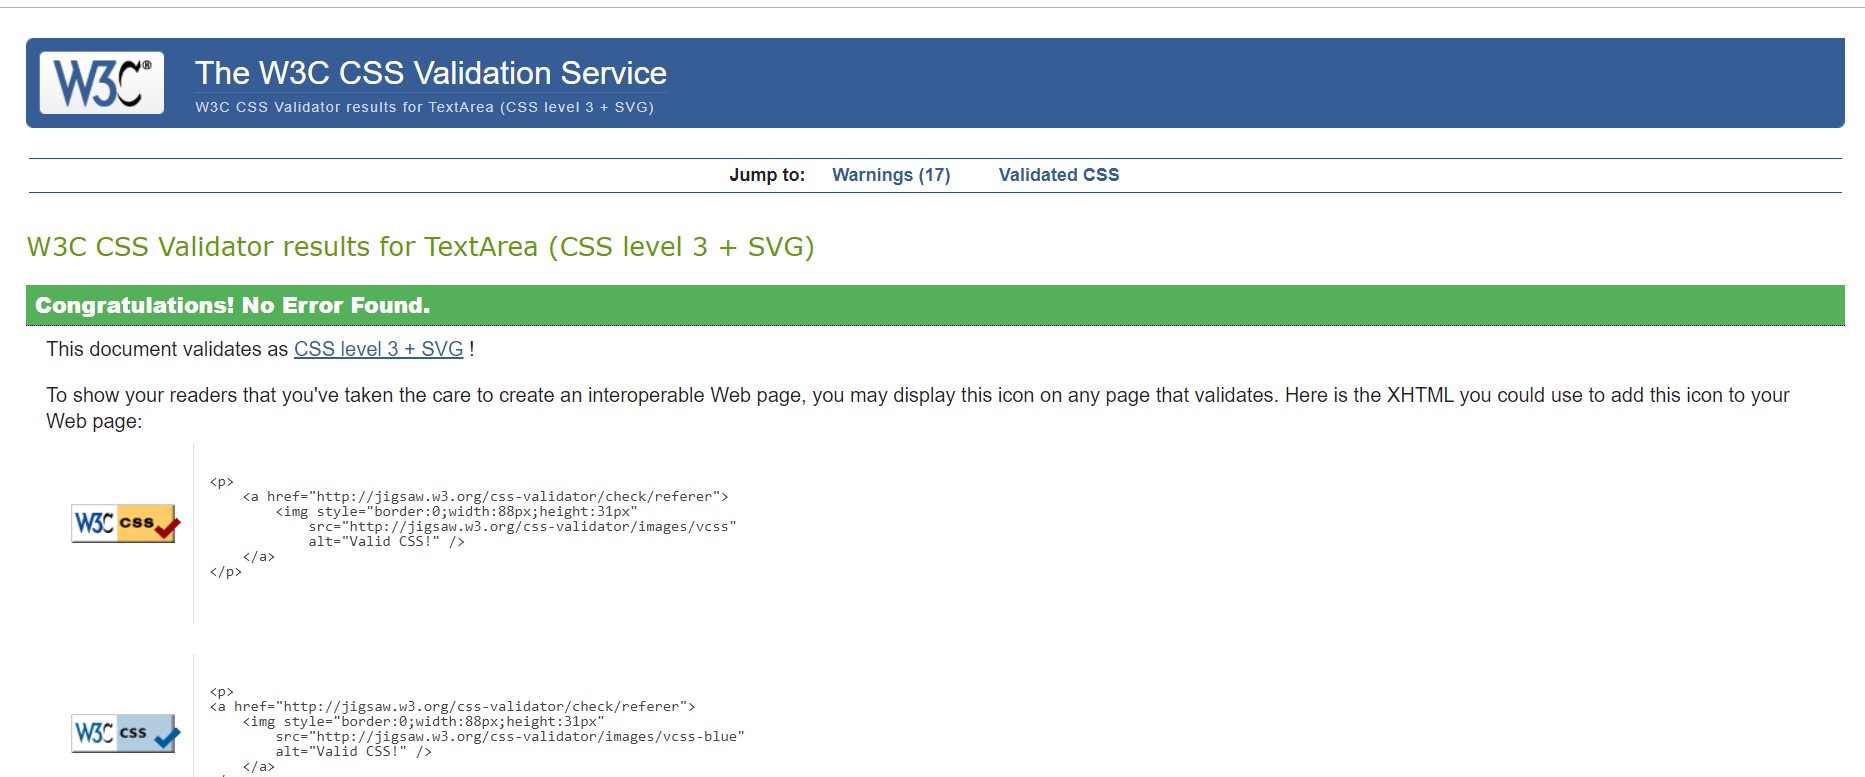 W3C®
The W3C CSS Validation Service
W3C CSS Validator results for TextArea (CSS level 3 + SVG)
Jump to: Warnings (17) Validated CSS
W3C CSS Validator results for TextArea (CSS level 3 + SVG)
Congratulations! No Error Found.
This document validates as CSS level 3 + SVG !
To show your readers that you've taken the care to create an interoperable Web page, you may display this icon on any page that validates. Here is the XHTML you could use to add this icon to your
Web page:
W3C css
<p>
    <a href="http://jigsaw.w3.org/css-validator/check/referer">
        <img style="border:0;width:88px;height:31px"
            src="http://jigsaw.w3.org/css-validator/images/vcss"
            alt="Valid CSS!" />
    </a>
</p>
W3C css
<p>
<a href="http://jigsaw.w3.org/css-validator/check/referer">
    <img style="border:0;width:88px;height:31px"
        src="http://jigsaw.w3.org/css-validator/images/vcss-blue"
        alt="Valid CSS!" />
    </a>